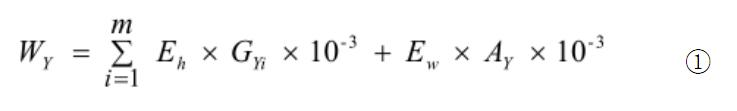 W_Y = \sum_{i=1}^{m} E_h × G_{Yi} × 10^{-3} + E_w × A_Y × 10^{-3} ①